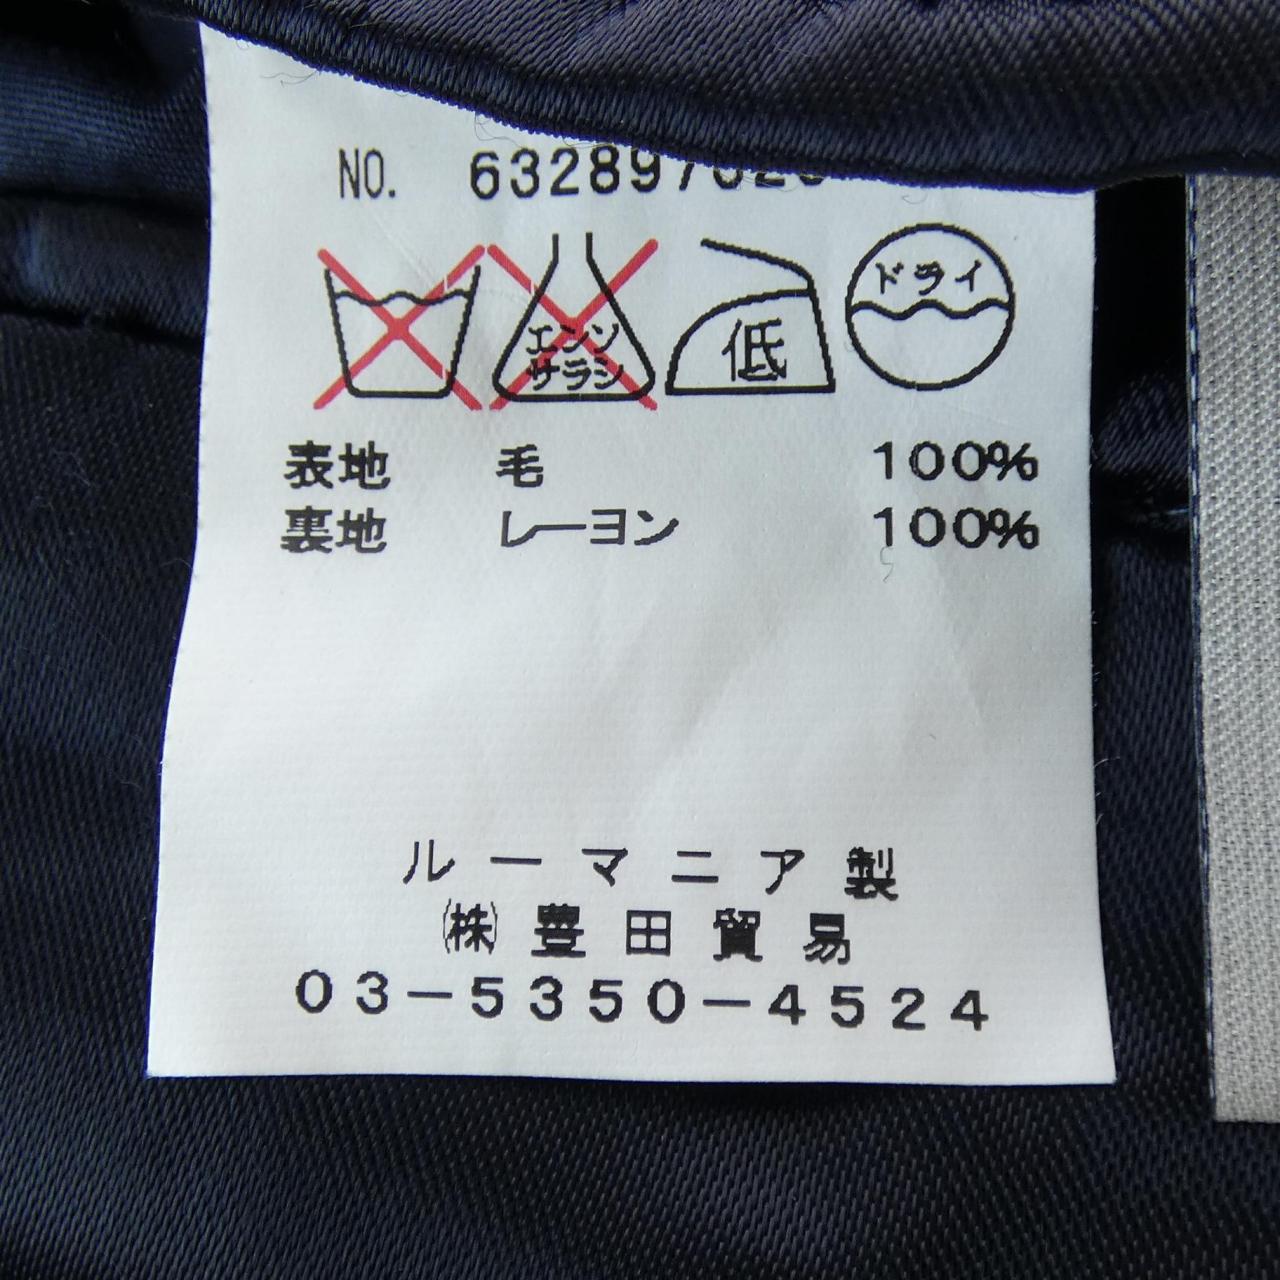 NO. 632897
エンソ
サラシ
低
ドライ
表地 毛 100%
裏地 レーヨン 100%
ルーマニア製
㈱豊田貿易
03-5350-4524